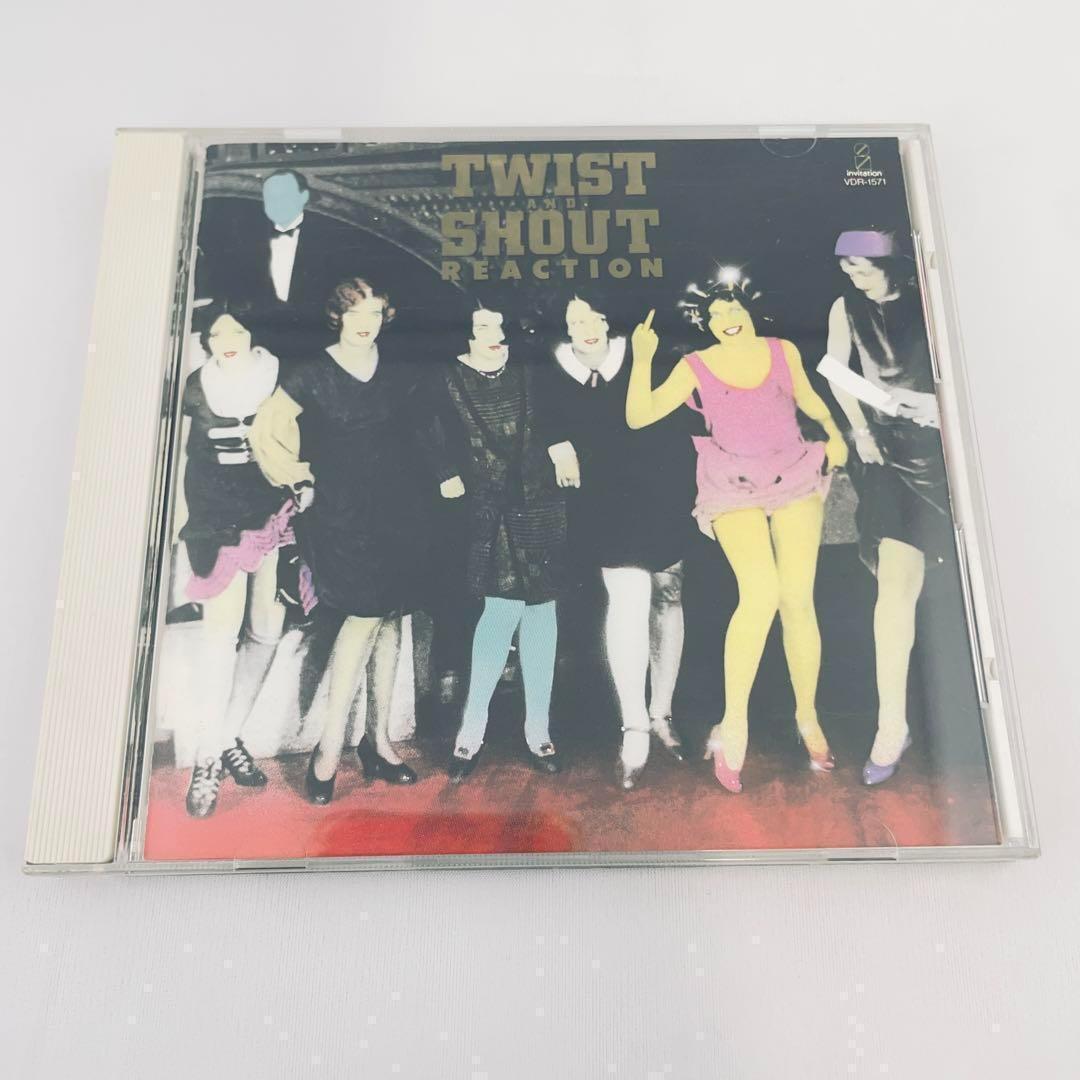 TWIST
AND
SHOUT
REACTION
invitation
VDR-1571